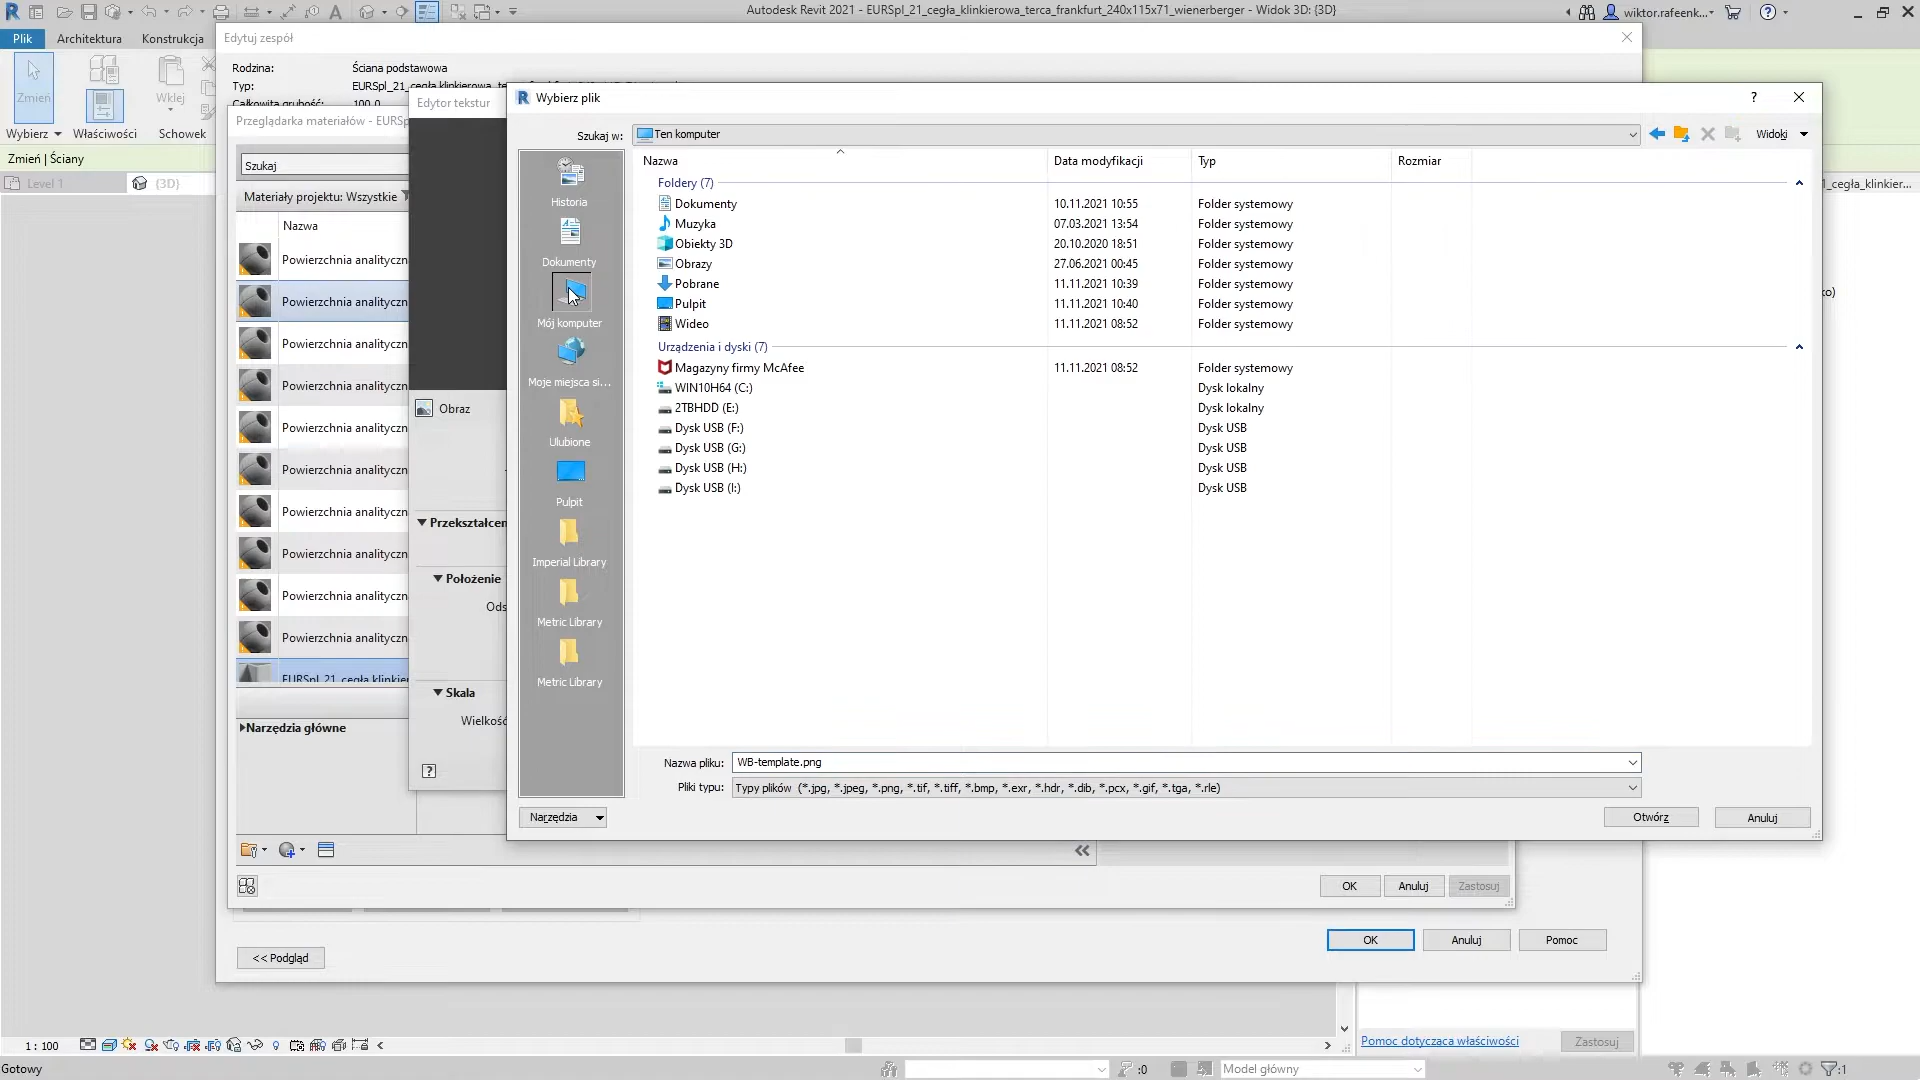 Autodesk Revit 2021 - EURSpl_21_cegła_klinkierowa_terca_frankfurt_240x115x71_wienerberger - Widok 3D: {3D}
wiktor.rafeenk...
Plik
Architektura
Konstrukcja
Edytuj zespół
Rodzina:
Ściana podstawowa
Typ:
Zmień
Wklej
Wybierz
Właściwości
Schowek
Zmień | Ściany
Level 1
{3D}
1_cegła_klinkier...
Przeglądarka materiałów - EURSp
Szukaj
Materiały projektu: Wszystkie
Nazwa
Powierzchnia analityczn
Powierzchnia analityczn
Powierzchnia analityczn
Powierzchnia analityczn
Powierzchnia analityczn
Powierzchnia analityczn
Powierzchnia analityczn
Powierzchnia analityczn
Powierzchnia analityczn
Powierzchnia analityczn
EURSpl_21_cegła klinkier
Narzędzia główne
Edytor tekstur
Obraz
Przekształcen
Położenie
Ods
Skala
Wielkość
?
Wybierz plik
?
Szukaj w:
Ten komputer
Widoki
Historia
Dokumenty
Mój komputer
Moje miejsca si...
Ulubione
Pulpit
Imperial Library
Metric Library
Metric Library
Nazwa
Data modyfikacji
Typ
Rozmiar
Foldery (7)
Dokumenty 10.11.2021 10:55 Folder systemowy
Muzyka 07.03.2021 13:54 Folder systemowy
Obiekty 3D 20.10.2020 18:51 Folder systemowy
Obrazy 27.06.2021 00:45 Folder systemowy
Pobrane 11.11.2021 10:39 Folder systemowy
Pulpit 11.11.2021 10:40 Folder systemowy
Wideo 11.11.2021 08:52 Folder systemowy
Urządzenia i dyski (7)
Magazyny firmy McAfee 11.11.2021 08:52 Folder systemowy
WIN10H64 (C:) Dysk lokalny
2TBHDD (E:) Dysk lokalny
Dysk USB (F:) Dysk USB
Dysk USB (G:) Dysk USB
Dysk USB (H:) Dysk USB
Dysk USB (I:) Dysk USB
Nazwa pliku:
WB-template.png
Pliki typu:
Typy plików (*.jpg, *.jpeg, *.png, *.tif, *.tiff, *.bmp, *.exr, *.hdr, *.dib, *.pcx, *.gif, *.tga, *.rle)
Narzędzia
Otwórz
Anuluj
OK
Anuluj
Zastosuj
OK
Anuluj
Pomoc
<< Podgląd
1 : 100
Pomoc dotycząca właściwości
Zastosuj
Gotowy
:0
Model główny
:1